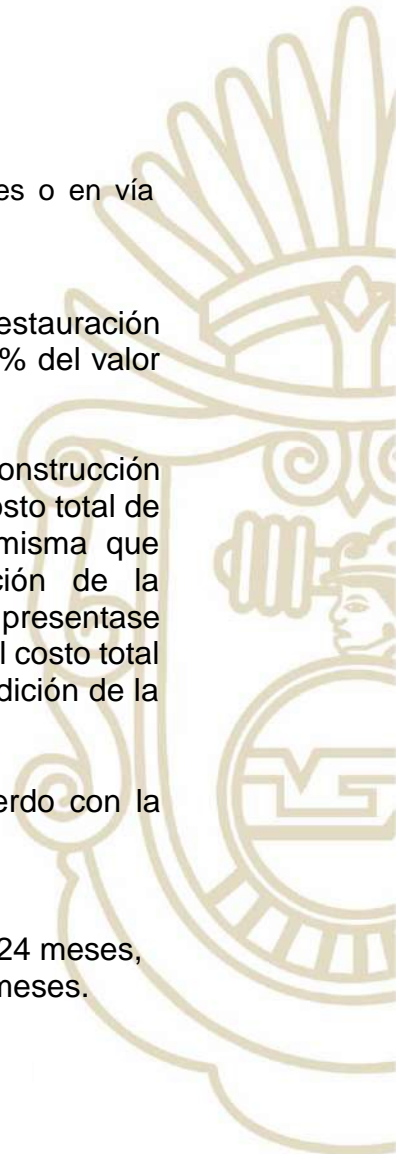 es o en vía
estauración
% del valor
onstrucción
osto total de
misma que
ción de la
presentase
l costo total
dición de la
erdo con la
24 meses,
meses.